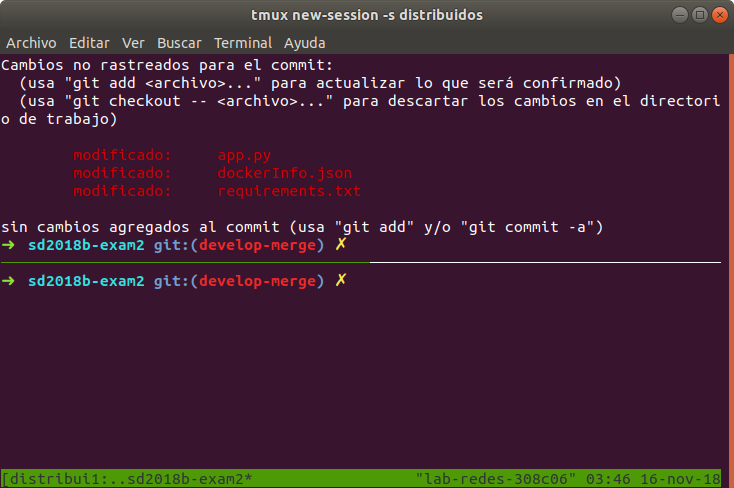 tmux new-session -s distribuidos
Archivo Editar Ver Buscar Terminal Ayuda
Cambios no rastreados para el commit:
  (usa "git add <archivo>..." para actualizar lo que será confirmado)
  (usa "git checkout -- <archivo>..." para descartar los cambios en el directori
o de trabajo)
        modificado:     app.py
        modificado:     dockerInfo.json
        modificado:     requirements.txt
sin cambios agregados al commit (usa "git add" y/o "git commit -a")
➜ sd2018b-exam2 git:(develop-merge) ✗
➜ sd2018b-exam2 git:(develop-merge) ✗
[distribui1:..sd2018b-exam2* "lab-redes-308c06" 03:46 16-nov-18